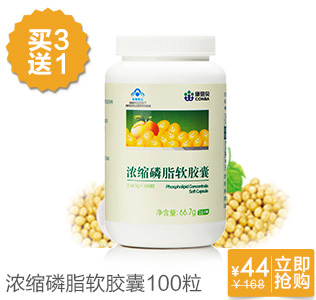 买3
送1
康恩贝
CONBA
浓缩磷脂软胶囊
Phospholipid Concentrate
Soft Capsule
净含量: 66.7g
浓缩磷脂软胶囊100粒
¥44
¥168
立即
抢购